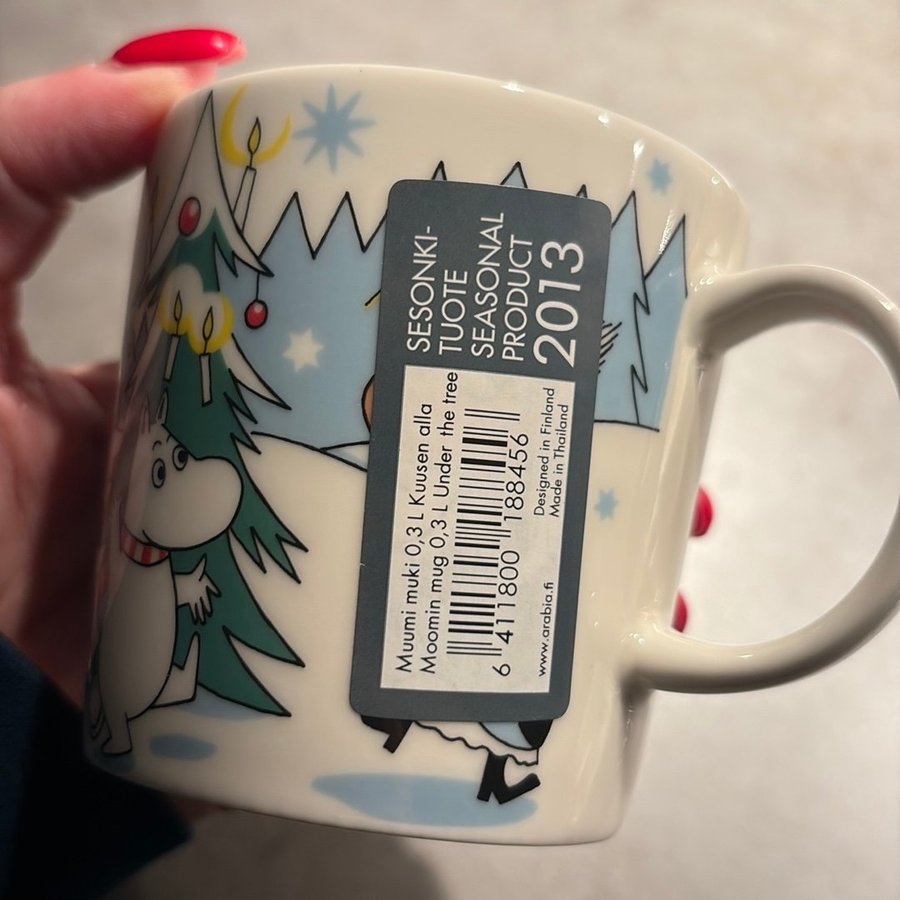 SESONKI-
TUOTE
SEASONAL
PRODUCT
2013
Muumi muki 0,3 L Kuusen alla
Moomin mug 0,3 L Under the tree
6 411800 188456
Designed in Finland
Made in Thailand
www.arabia.fi